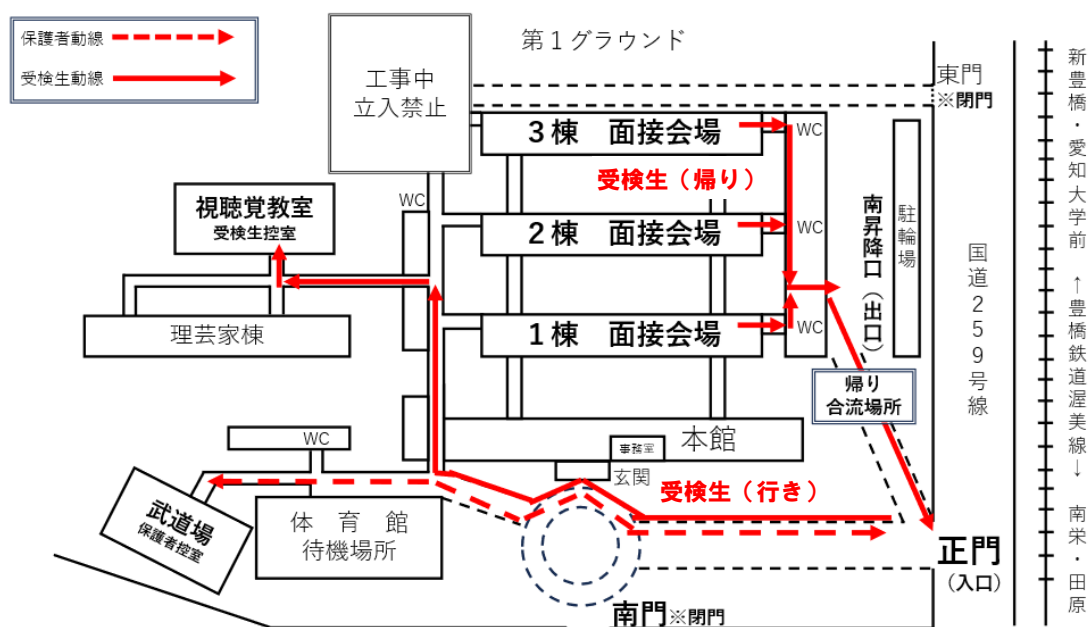 保護者動線
受検生動線
第１グラウンド
工事中
立入禁止
東門
※閉門
３棟　面接会場
WC
受検生（帰り）
視聴覚教室
受検生控室
WC
２棟　面接会場
WC
南昇降口（出口）
駐輪場
国道２５９号線
新豊橋・愛知大学前　↑豊橋鉄道渥美線↓　南栄・田原
理芸家棟
１棟　面接会場
WC
帰り
合流場所
WC
事務室
本館
玄関
受検生（行き）
武道場
保護者控室
体　育　館
待機場所
正門
（入口）
南門※閉門